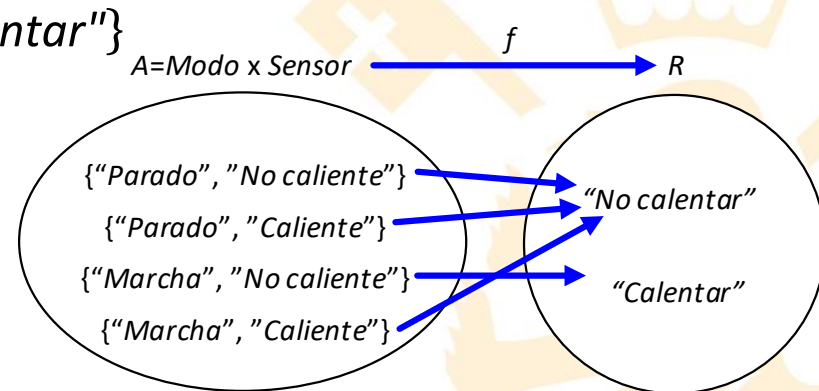 ntar"}
f
A=Modo x Sensor R
{“Parado”, ”No caliente”}
“No calentar”
{“Parado”, ”Caliente”}
{“Marcha”, ”No caliente”}
“Calentar”
{“Marcha”, ”Caliente”}